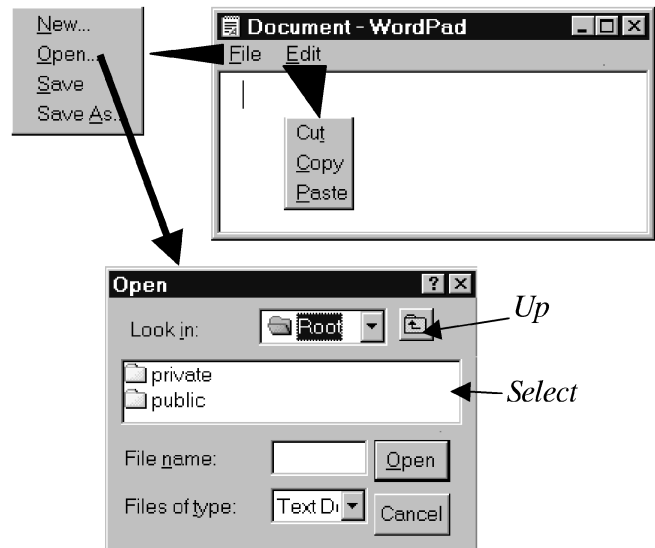 New...
Open...
Save
Save As..
Document - WordPad
File Edit
Cut
Copy
Paste
Open
Look in: Root
Up
private
public
Select
File name: Open
Files of type: Text D Cancel